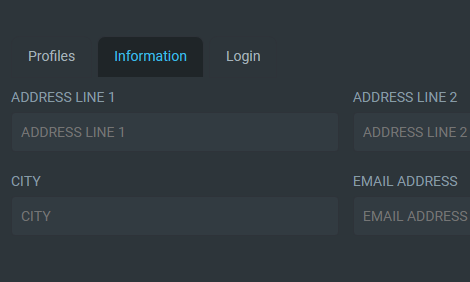 Profiles Information Login
ADDRESS LINE 1 ADDRESS LINE 2
ADDRESS LINE 1 ADDRESS LINE 2
CITY EMAIL ADDRESS
CITY EMAIL ADDRESS